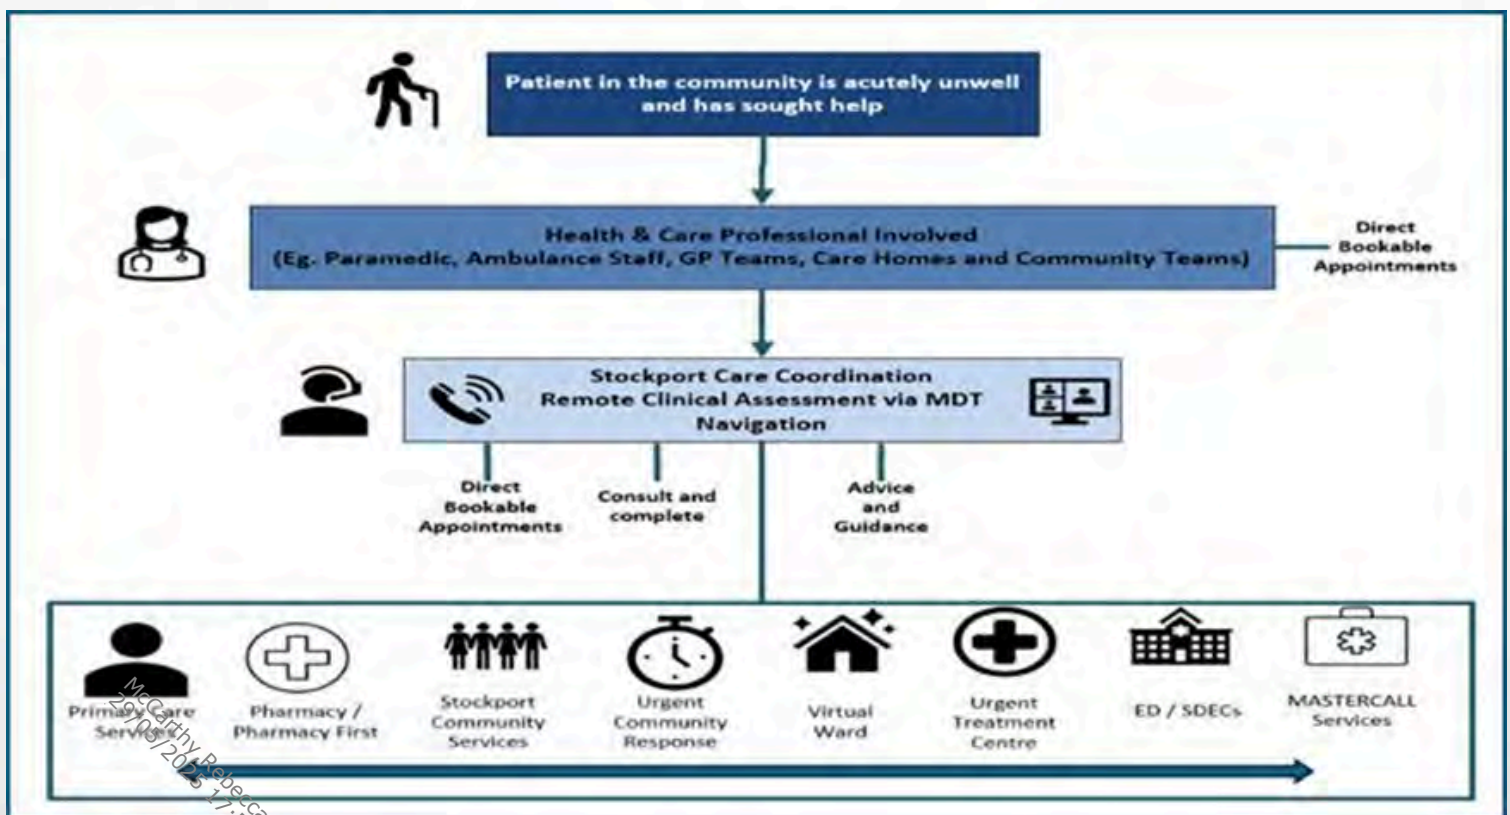 Patient in the community is acutely unwell
and has sought help
Health & Care Professional Involved
(Eg. Paramedic, Ambulance Staff, GP Teams, Care Homes and Community Teams)
Direct
Bookable
Appointments
Stockport Care Coordination
Remote Clinical Assessment via MDT
Navigation
Direct
Bookable
Appointments
Consult and
complete
Advice
and
Guidance
Primary Care
Services
Pharmacy /
Pharmacy First
Stockport
Community
Services
Urgent
Community
Response
Virtual
Ward
Urgent
Treatment
Centre
ED / SDECs
MASTERCALL
Services
McCarthy Rebecca